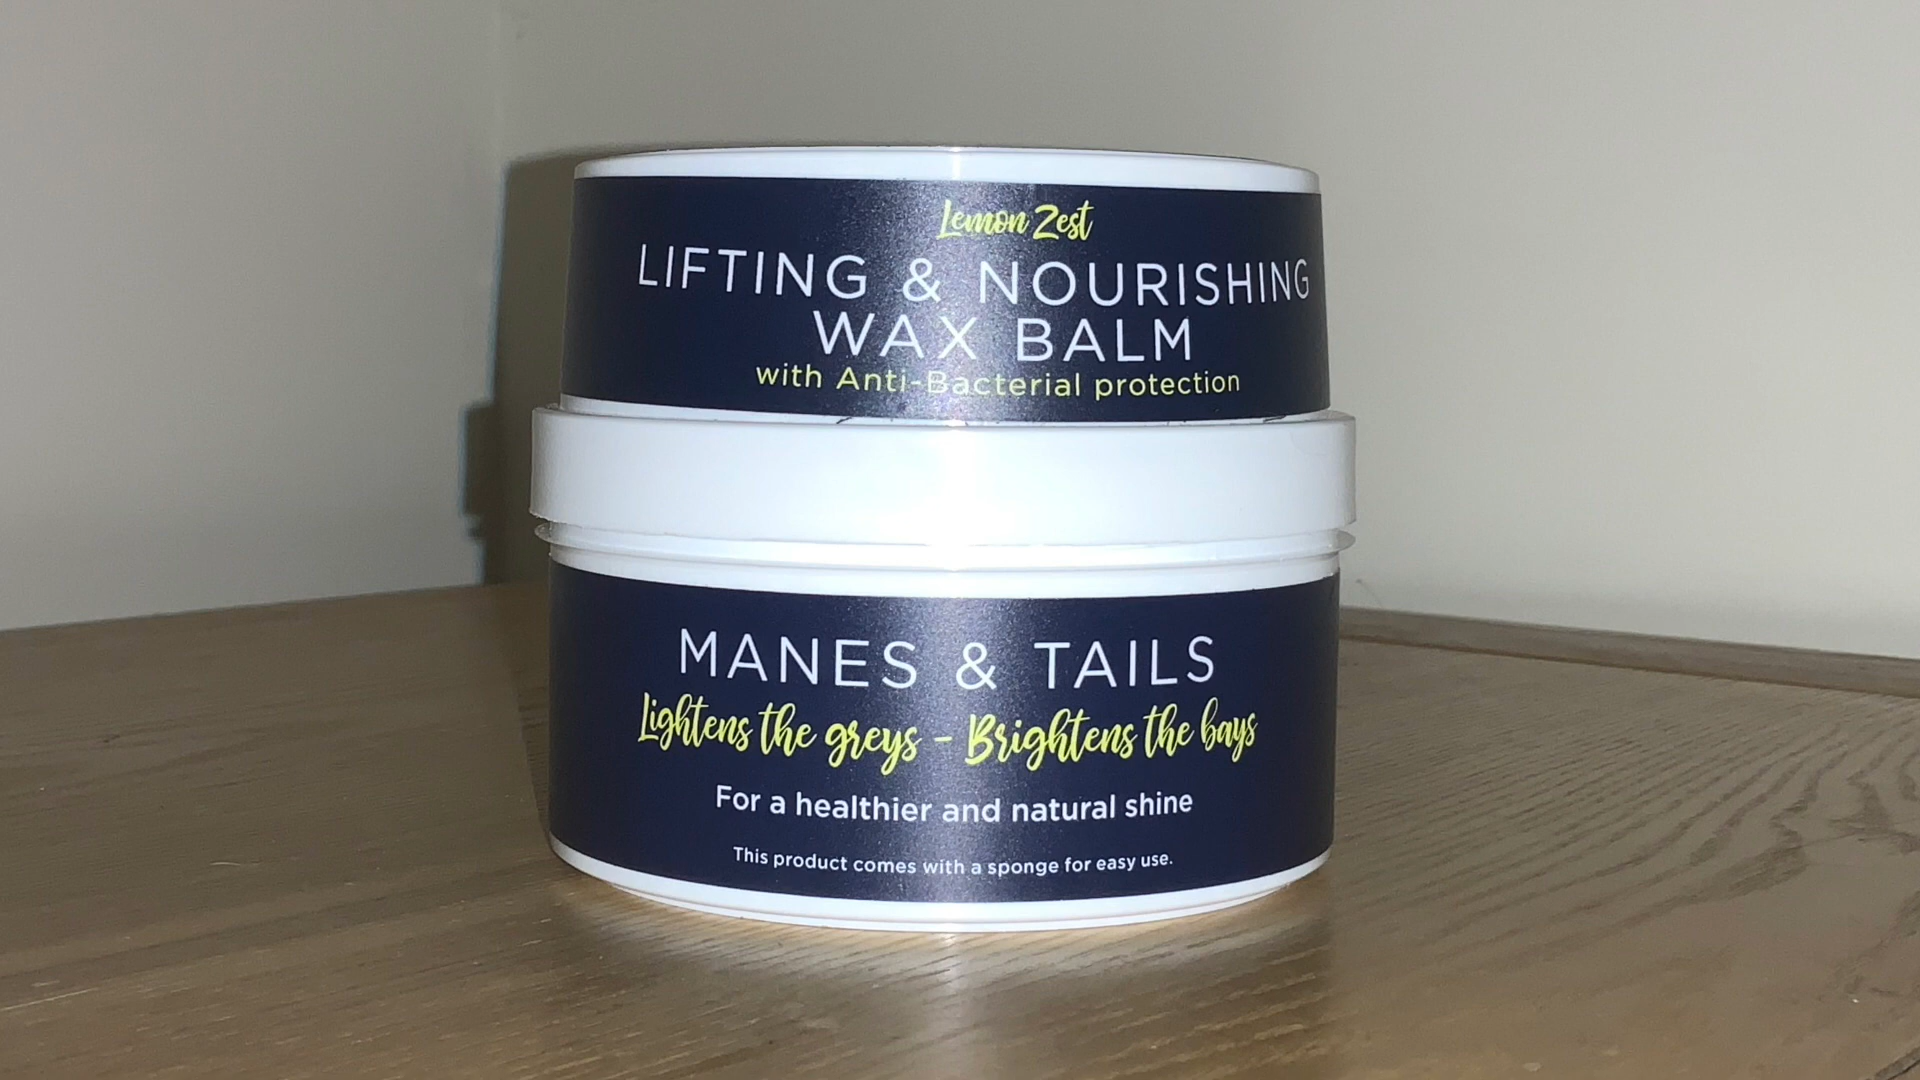 Lemon Zest
LIFTING & NOURISHING
WAX BALM
with Anti-Bacterial protection
MANES & TAILS
Lightens the greys - Brightens the bays
For a healthier and natural shine
This product comes with a sponge for easy use.